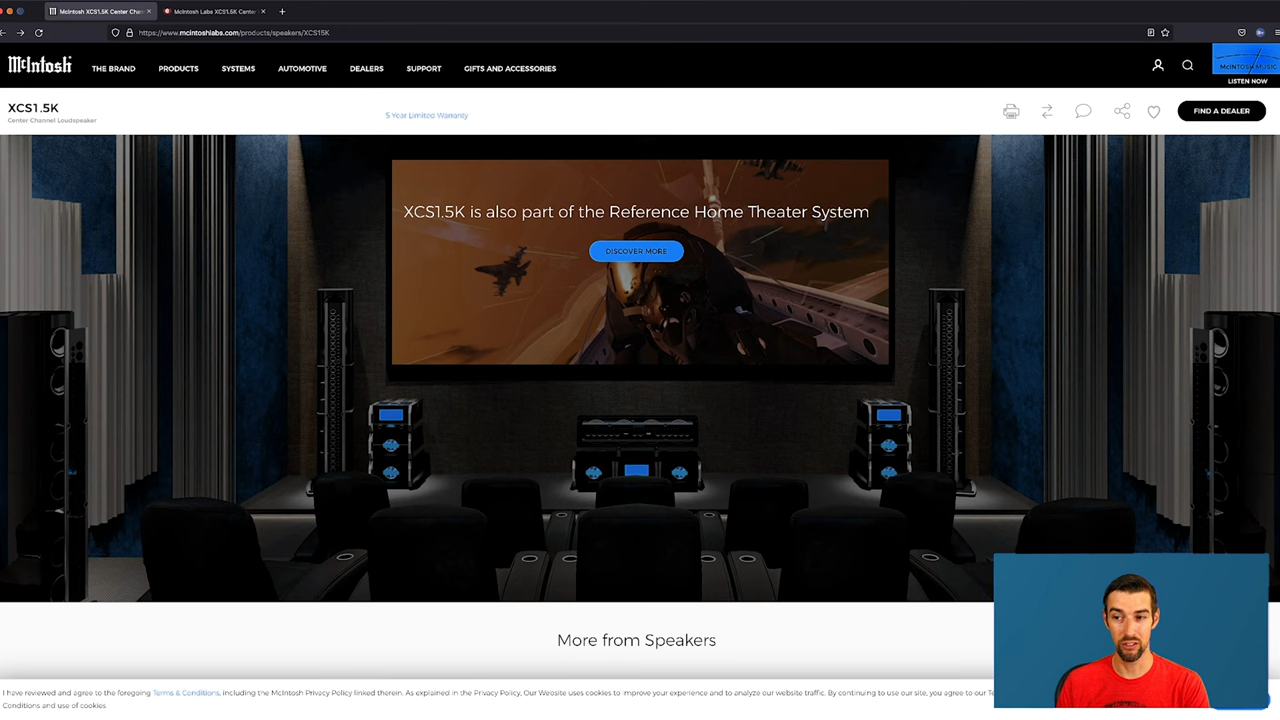 McIntosh XCS1.5K Center Chan
McIntosh Labs XCS1.5K Center
https://www.mcintoshlabs.com/products/speakers/XCS15K
McIntosh
THE BRAND
PRODUCTS
SYSTEMS
AUTOMOTIVE
DEALERS
SUPPORT
GIFTS AND ACCESSORIES
McINTOSH MUSIC
LISTEN NOW
XCS1.5K
Center Channel Loudspeaker
5 Year Limited Warranty
FIND A DEALER
XCS1.5K is also part of the Reference Home Theater System
DISCOVER MORE
More from Speakers
I have reviewed and agree to the foregoing Terms & Conditions, including the McIntosh Privacy Policy linked therein. As explained in the Privacy Policy, Our Website uses cookies to improve your experience and to analyze our website traffic. By continuing to use our site, you agree to our Te
Conditions and use of cookies